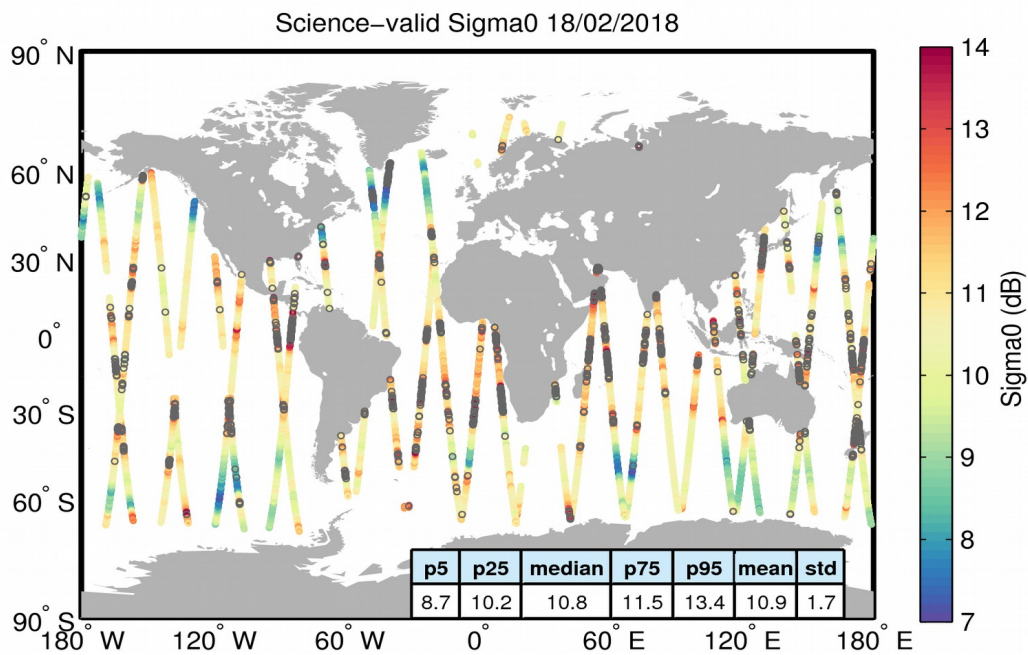 Science−valid Sigma0 18/02/2018
90° N
60° N
30° N
0°
30° S
60° S
90° S
180° W
120° W
60° W
0°
60° E
120° E
180° E
p5 p25 median p75 p95 mean std
8.7 10.2 10.8 11.5 13.4 10.9 1.7
14
13
12
11
10
9
8
7
Sigma0 (dB)